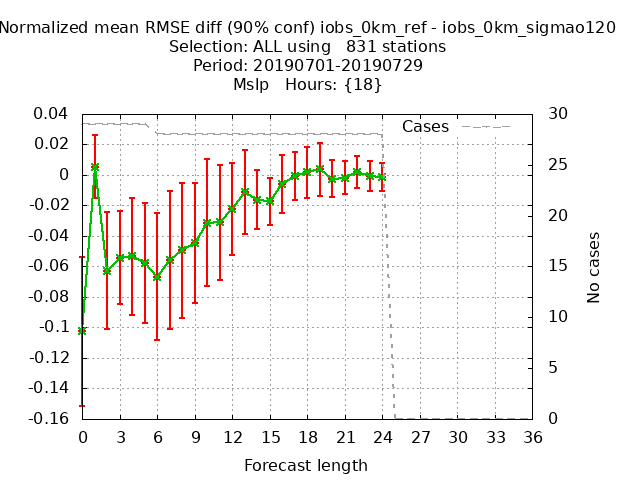 Normalized mean RMSE diff (90% conf) iobs_0km_ref - iobs_0km_sigmao120
Selection: ALL using   831 stations
Period: 20190701-20190729
Mslp   Hours: {18}
0.04
0.02
0
-0.02
-0.04
-0.06
-0.08
-0.1
-0.12
-0.14
-0.16
Cases
30
25
20
15
10
5
0
No cases
0 3 6 9 12 15 18 21 24 27 30 33 36
Forecast length